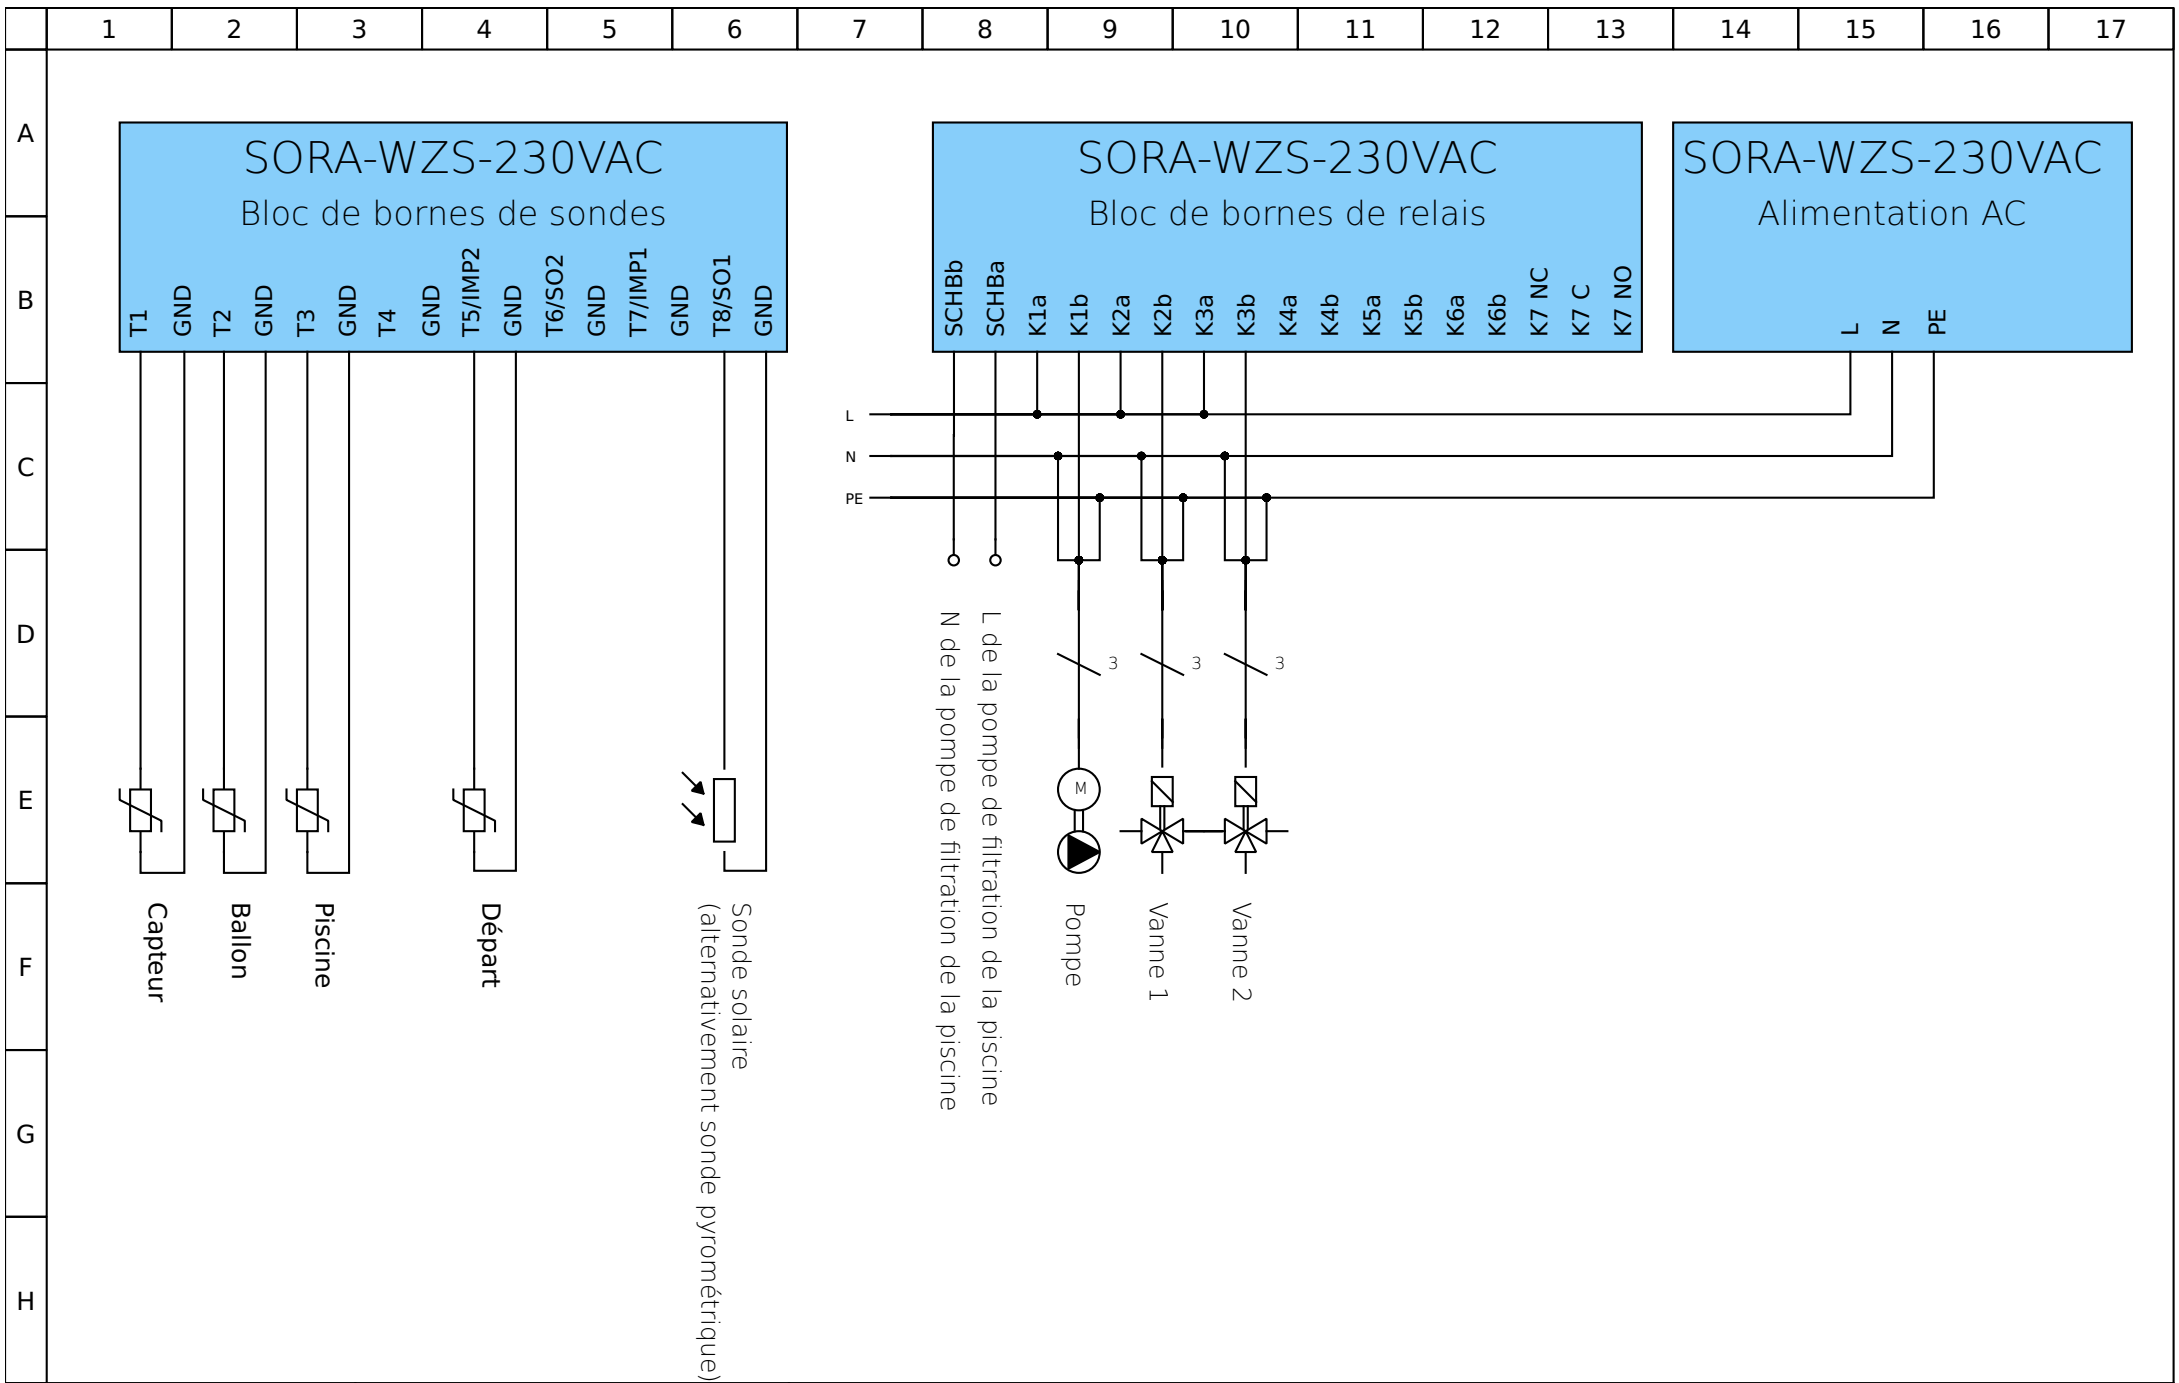 1 2 3 4 5 6 7 8 9 10 11 12 13 14 15 16 17
A
B
C
D
E
F
G
H
SORA-WZS-230VAC
Bloc de bornes de sondes
T1
GND
T2
GND
T3
GND
T4
GND
T5/IMP2
GND
T6/SO2
GND
T7/IMP1
GND
T8/SO1
GND
SORA-WZS-230VAC
Bloc de bornes de relais
SCHBb
SCHBa
K1a
K1b
K2a
K2b
K3a
K3b
K4a
K4b
K5a
K5b
K6a
K6b
K7 NC
K7 C
K7 NO
SORA-WZS-230VAC
Alimentation AC
L
N
PE
L
N
PE
3
3
3
M
Capteur
Ballon
Piscine
Départ
Sonde solaire
(alternativement sonde pyrométrique)
N de la pompe de filtration de la piscine
L de la pompe de filtration de la piscine
Pompe
Vanne 1
Vanne 2